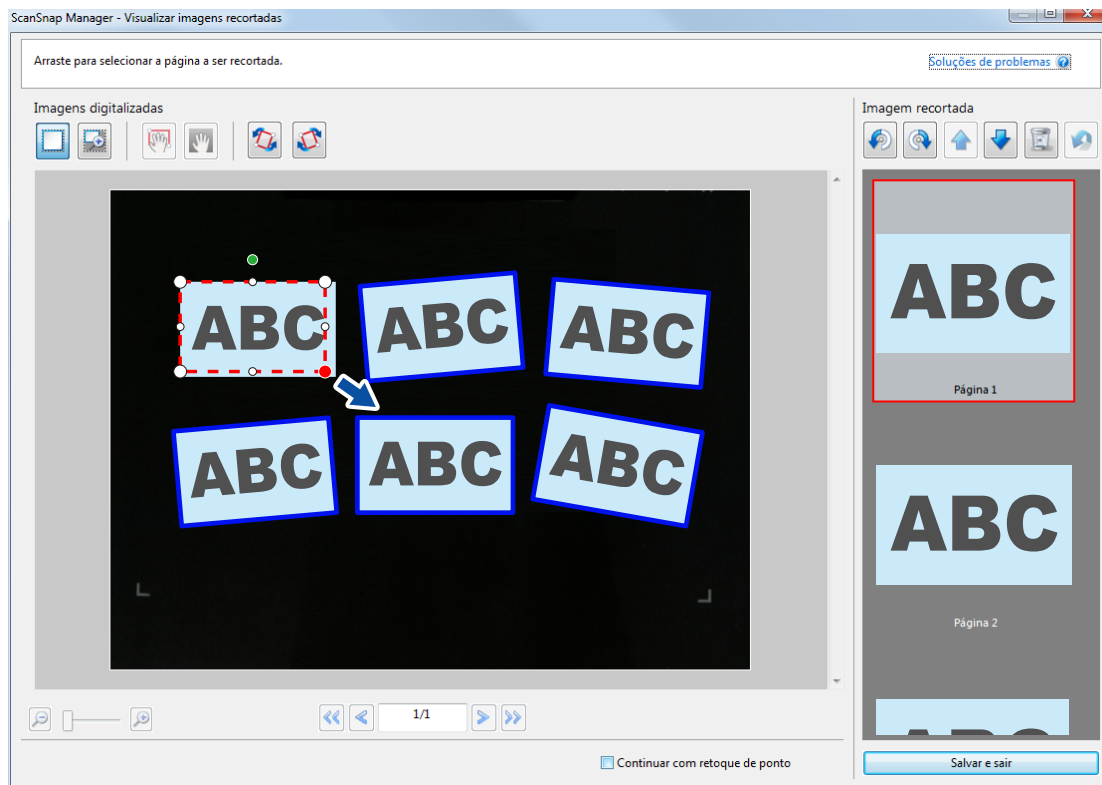 ScanSnap Manager - Visualizar imagens recortadas
Arraste para selecionar a página a ser recortada.
Soluções de problemas
Imagens digitalizadas
Imagem recortada
ABC
ABC
ABC
ABC
ABC
ABC
ABC
Página 1
ABC
Página 2
1/1
Continuar com retoque de ponto
Salvar e sair